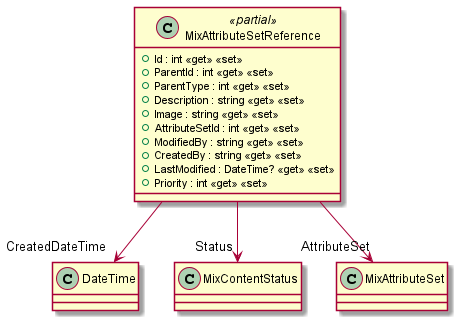 «partial»
C MixAttributeSetReference
Id : int «get» «set»
ParentId : int «get» «set»
ParentType : int «get» «set»
Description : string «get» «set»
Image : string «get» «set»
AttributeSetId : int «get» «set»
ModifiedBy : string «get» «set»
CreatedBy : string «get» «set»
LastModified : DateTime? «get» «set»
Priority : int «get» «set»
CreatedDateTime Status AttributeSet
C DateTime C MixContentStatus C MixAttributeSet